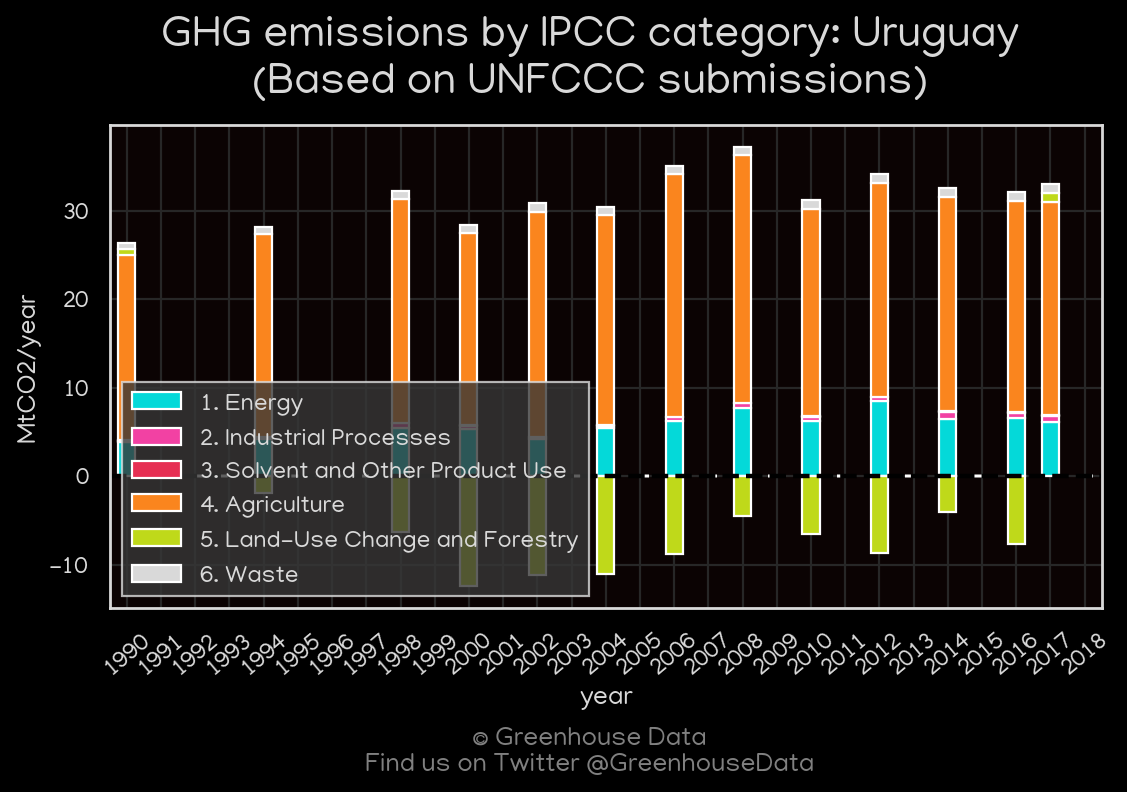 GHG emissions by IPCC category: Uruguay
(Based on UNFCCC submissions)
MtCO2/year
30
20
10
0
-10
1. Energy
2. Industrial Processes
3. Solvent and Other Product Use
4. Agriculture
5. Land-Use Change and Forestry
6. Waste
1990 1991 1992 1993 1994 1995 1996 1997 1998 1999 2000 2001 2002 2003 2004 2005 2006 2007 2008 2009 2010 2011 2012 2013 2014 2015 2016 2017 2018
year
© Greenhouse Data
Find us on Twitter @GreenhouseData